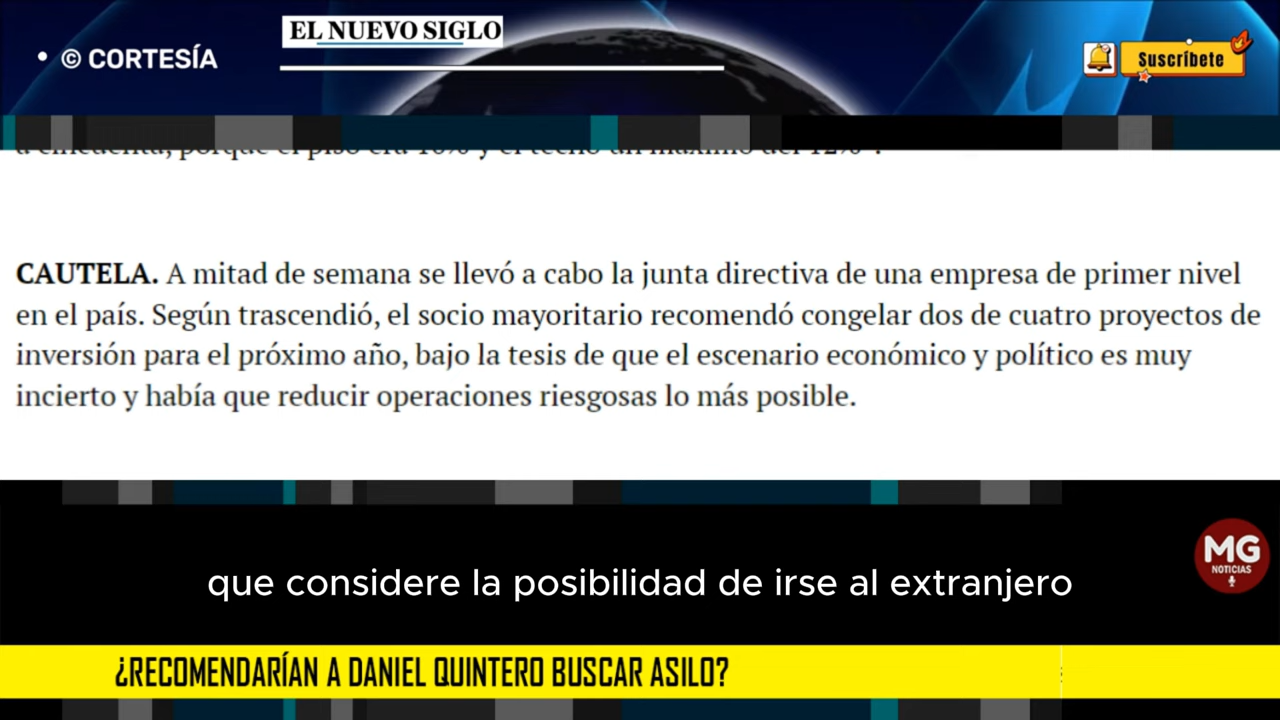 • © CORTESÍA
EL NUEVO SIGLO
Suscríbete
CAUTELA. A mitad de semana se llevó a cabo la junta directiva de una empresa de primer nivel
en el país. Según trascendió, el socio mayoritario recomendó congelar dos de cuatro proyectos de
inversión para el próximo año, bajo la tesis de que el escenario económico y político es muy
incierto y había que reducir operaciones riesgosas lo más posible.
MG
NOTICIAS
que considere la posibilidad de irse al extranjero
¿RECOMENDARÍAN A DANIEL QUINTERO BUSCAR ASILO?